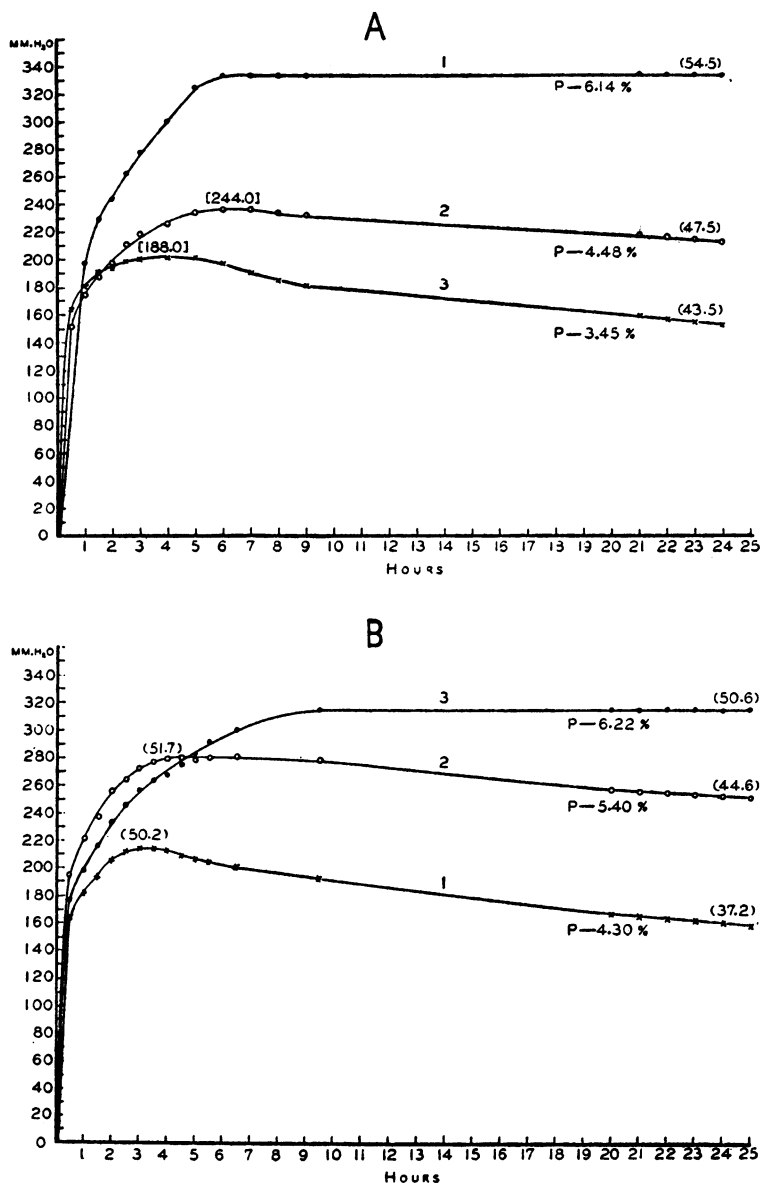 A
MM.H2O
340
320
300
280
260
240
220
200
180
160
140
120
100
80
60
40
20
0
1 (54.5)
P—6.14 %
[244.0] 2 (47.5)
P—4.48 %
[188.0] 3 (43.5)
P—3.45 %
1 2 3 4 5 6 7 8 9 10 11 12 13 14 15 16 17 18 19 20 21 22 23 24 25
HOURS
B
MM.H2O
340
320
300
280
260
240
220
200
180
160
140
120
100
80
60
40
20
0
3 (50.6)
P—6.22 %
(51.7) 2 (44.6)
P—5.40 %
(50.2) 1 (37.2)
P—4.30 %
1 2 3 4 5 6 7 8 9 10 11 12 13 14 15 16 17 18 19 20 21 22 23 24 25
HOURS